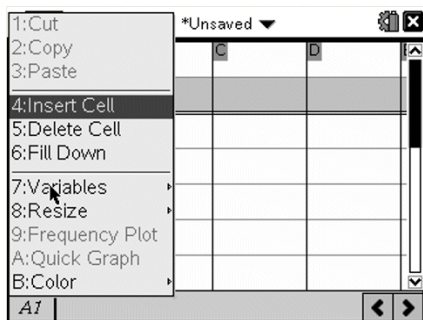 *Unsaved
1:Cut
2:Copy
3:Paste
4:Insert Cell
5:Delete Cell
6:Fill Down
7:Variables
8:Resize
9:Frequency Plot
A:Quick Graph
B:Color
C
D
A1